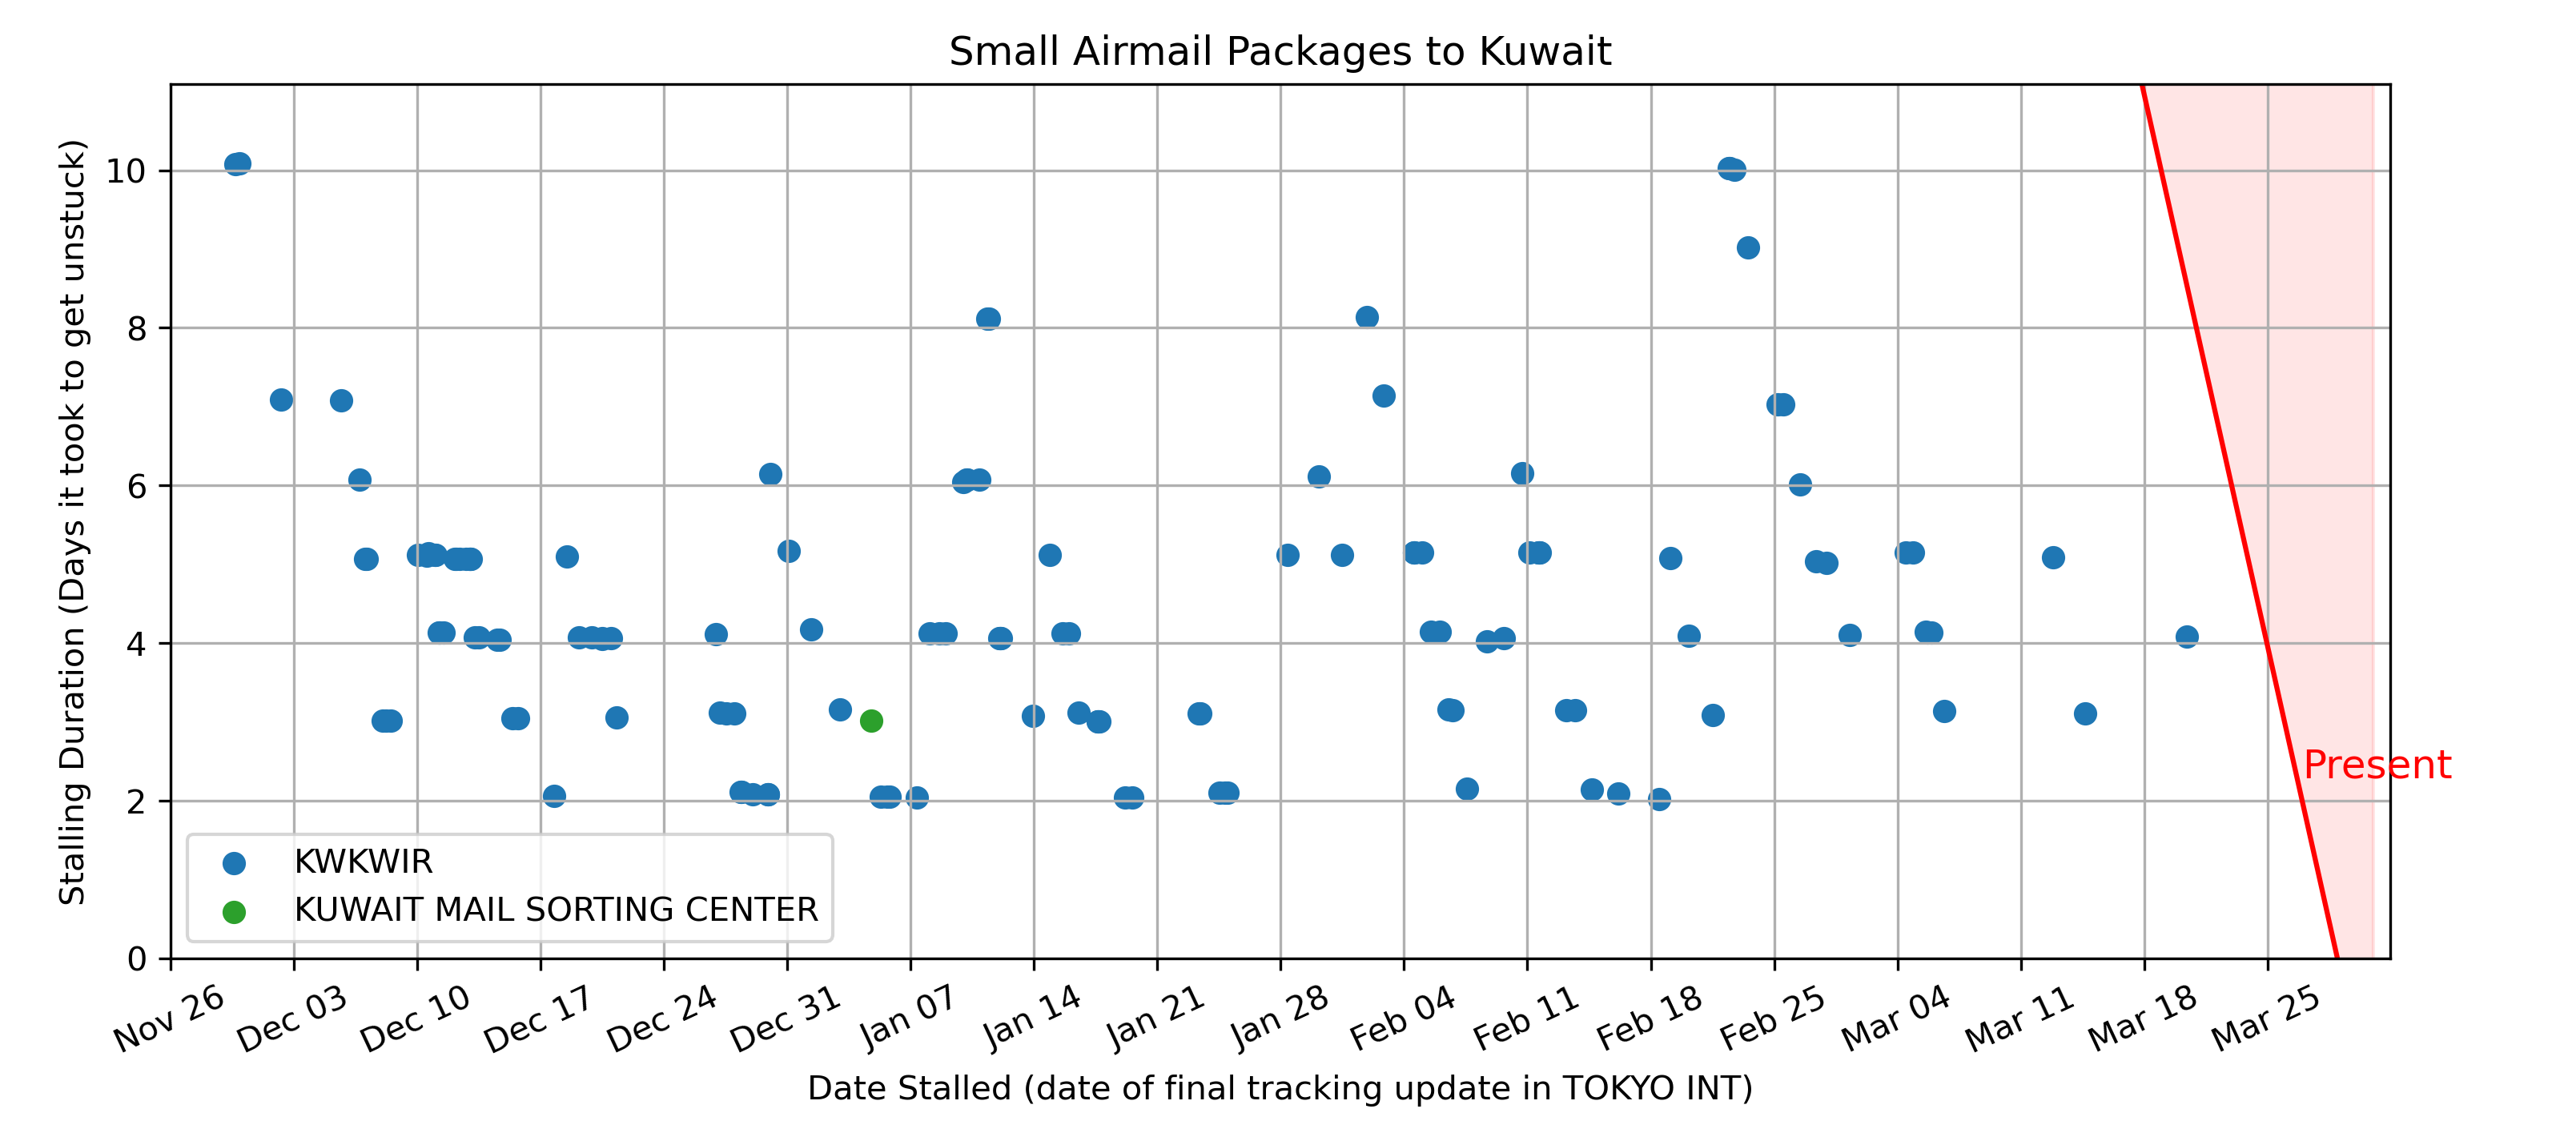 Small Airmail Packages to Kuwait
Stalling Duration (Days it took to get unstuck)
10
8
6
4
2
0
Present
KWKWIR
KUWAIT MAIL SORTING CENTER
Nov 26
Dec 03
Dec 10
Dec 17
Dec 24
Dec 31
Jan 07
Jan 14
Jan 21
Jan 28
Feb 04
Feb 11
Feb 18
Feb 25
Mar 04
Mar 11
Mar 18
Mar 25
Date Stalled (date of final tracking update in TOKYO INT)